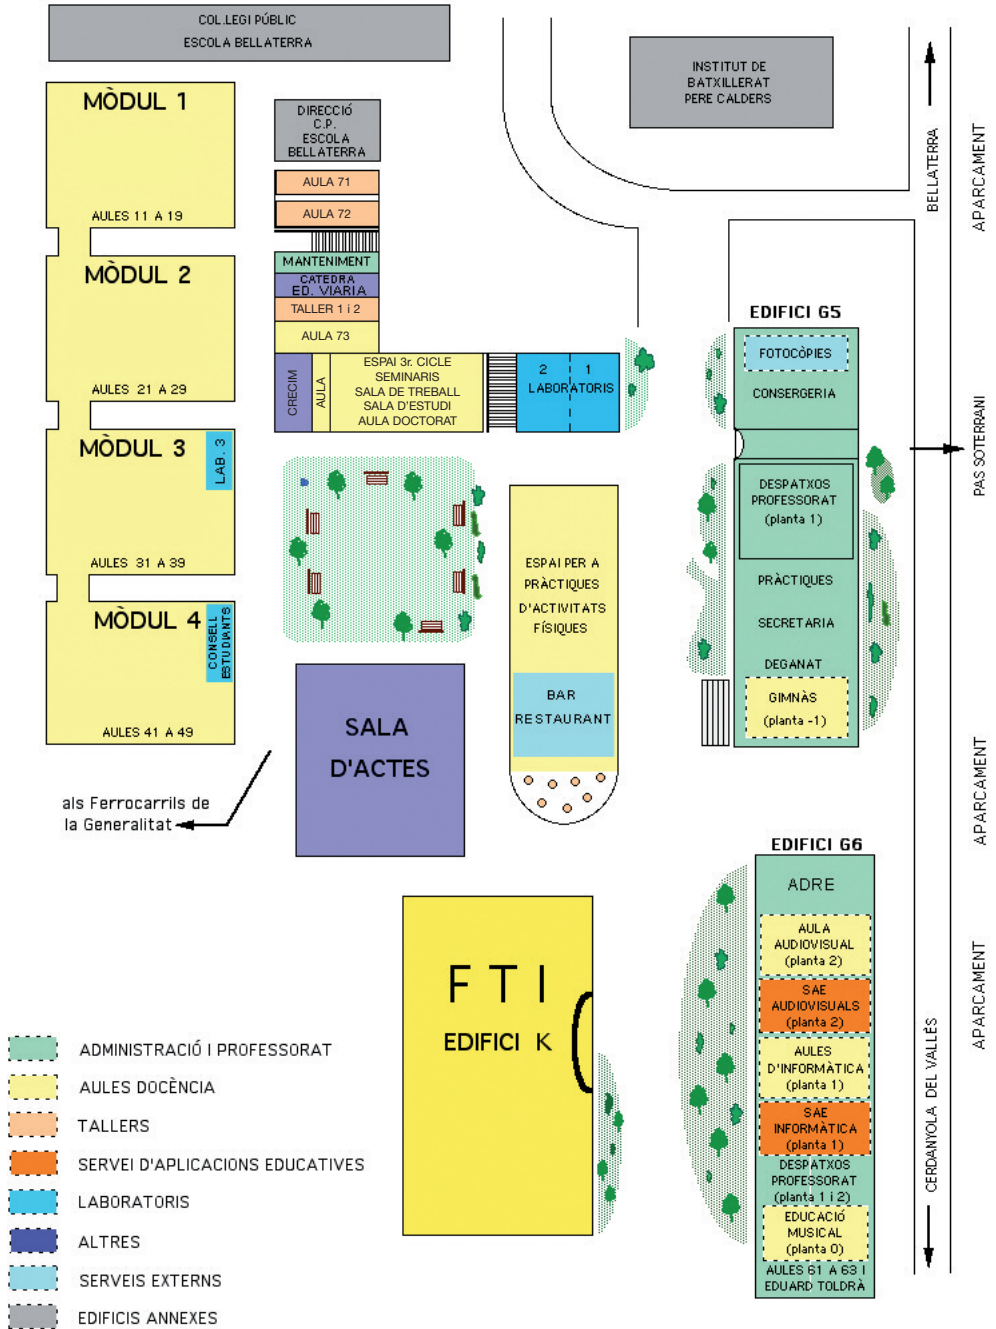 COL.LEGI PÚBLIC
ESCOLA BELLATERRA
INSTITUT DE
BATXILLERAT
PERE CALDERS
BELLATERRA
APARCAMENT
MÒDUL 1
AULES 11 A 19
DIRECCIÓ
C.P.
ESCOLA
BELLATERRA
AULA 71
AULA 72
MANTENIMENT
CATEDRA
ED. VIARIA
TALLER 1 i 2
AULA 73
MÒDUL 2
AULES 21 A 29
CRECIM
AULA
ESPAI 3r. CICLE
SEMINARIS
SALA DE TREBALL
SALA D'ESTUDI
AULA DOCTORAT
2 1
LABORATORIS
EDIFICI G5
FOTOCÒPIES
CONSERGERIA
DESPATXOS
PROFESSORAT
(planta 1)
PRÀCTIQUES
SECRETARIA
DEGANAT
GIMNÀS
(planta -1)
PAS SOTERRANI
MÒDUL 3
LAB. 3
AULES 31 A 39
MÒDUL 4
CONSELL
ESTUDIANTS
AULES 41 A 49
ESPAI PER A
PRÀCTIQUES
D'ACTIVITATS
FÍSIQUES
BAR
RESTAURANT
SALA
D'ACTES
als Ferrocarrils de
la Generalitat
APARCAMENT
EDIFICI G6
ADRE
AULA
AUDIOVISUAL
(planta 2)
SAE
AUDIOVISUALS
(planta 2)
AULES
D'INFORMÀTICA
(planta 1)
SAE
INFORMÀTICA
(planta 1)
DESPATXOS
PROFESSORAT
(planta 1 i 2)
EDUCACIÓ
MUSICAL
(planta 0)
AULES 61 A 63 I
EDUARD TOLDRÀ
APARCAMENT
CERDANYOLA DEL VALLÉS
FTI
EDIFICI K
ADMINISTRACIÓ I PROFESSORAT
AULES DOCÈNCIA
TALLERS
SERVEI D'APLICACIONS EDUCATIVES
LABORATORIS
ALTRES
SERVEIS EXTERNS
EDIFICIS ANNEXES